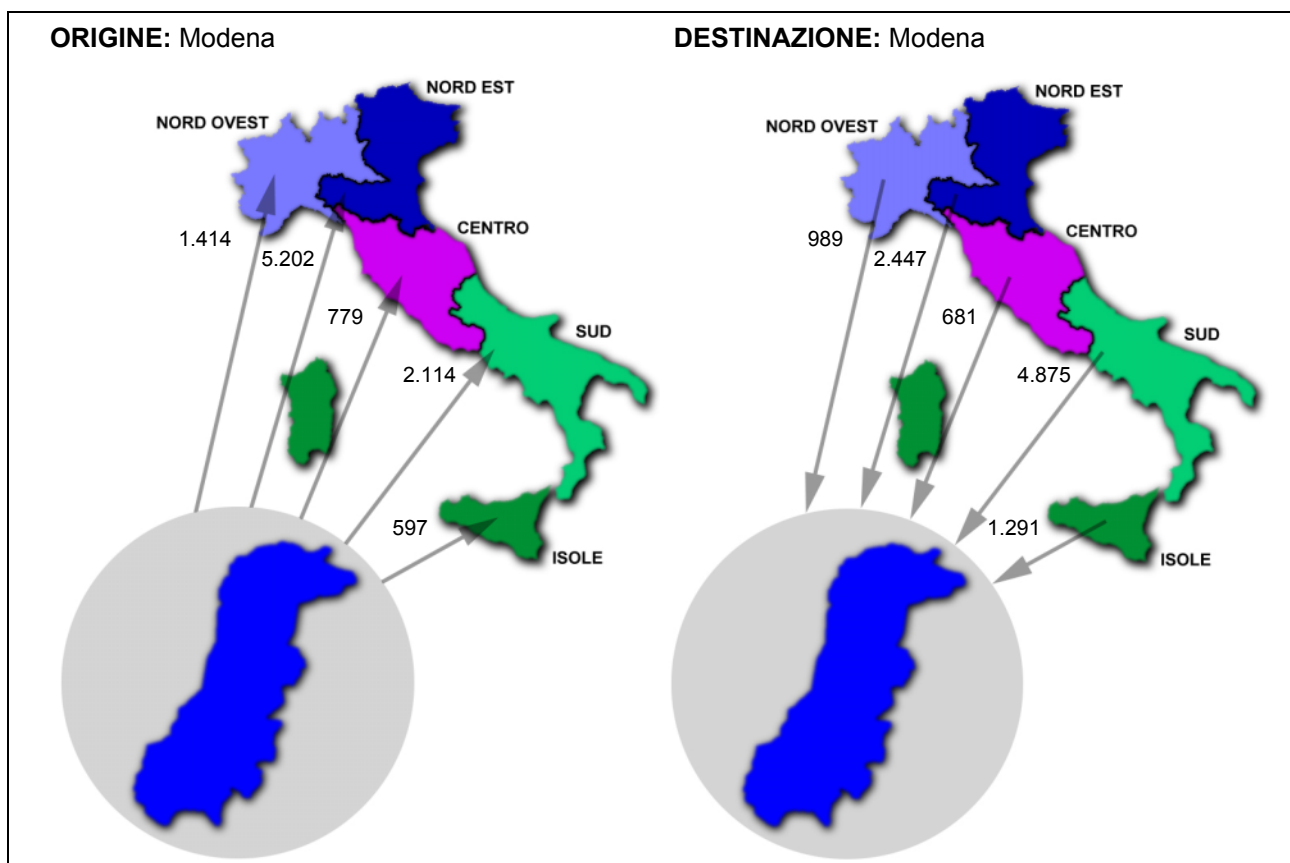 ORIGINE: Modena
NORD EST
NORD OVEST
CENTRO
1.414
5.202
779
SUD
2.114
597
ISOLE
DESTINAZIONE: Modena
NORD EST
NORD OVEST
CENTRO
989
2.447
681
SUD
4.875
1.291
ISOLE